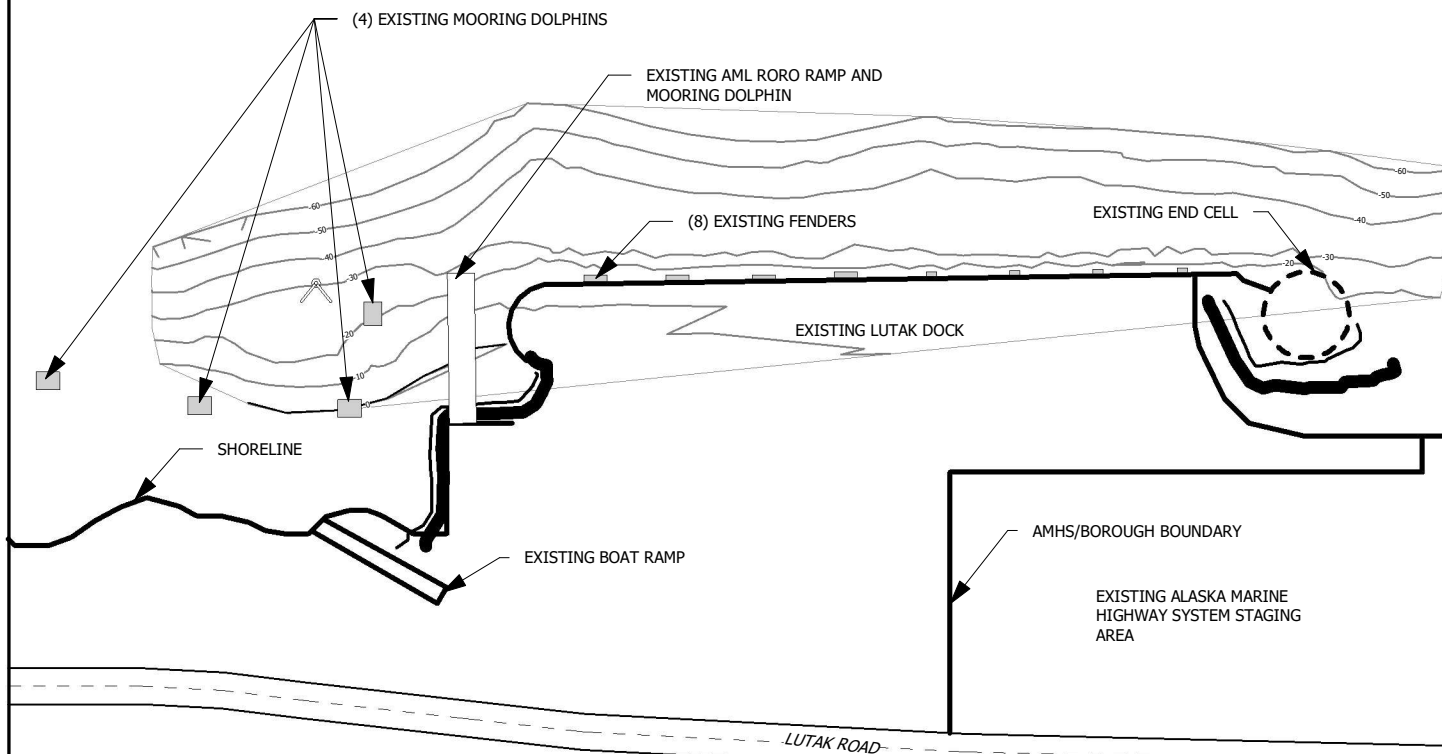 (4) EXISTING MOORING DOLPHINS
EXISTING AML RORO RAMP AND
MOORING DOLPHIN
(8) EXISTING FENDERS
EXISTING END CELL
-60
-50
-40
-30
-20
-60
-50
-40
-30
-20
-10
0
EXISTING LUTAK DOCK
SHORELINE
EXISTING BOAT RAMP
AMHS/BOROUGH BOUNDARY
EXISTING ALASKA MARINE
HIGHWAY SYSTEM STAGING
AREA
LUTAK ROAD